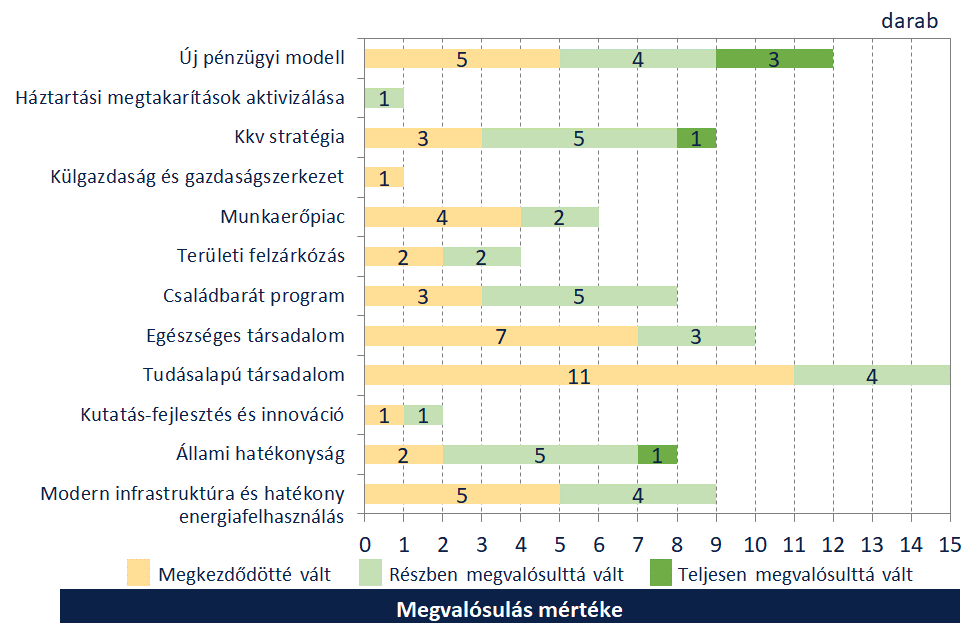 darab
Új pénzügyi modell
5 4 3
Háztartási megtakarítások aktivizálása
1
Kkv stratégia
3 5 1
Külgazdaság és gazdaságszerkezet
1
Munkaerőpiac
4 2
Területi felzárkózás
2 2
Családbarát program
3 5
Egészséges társadalom
7 3
Tudásalapú társadalom
11 4
Kutatás-fejlesztés és innováció
1 1
Állami hatékonyság
2 5 1
Modern infrastruktúra és hatékony
energiafelhasználás
5 4
0 1 2 3 4 5 6 7 8 9 10 11 12 13 14 15
Megkezdődötté vált Részben megvalósulttá vált Teljesen megvalósulttá vált
Megvalósulás mértéke